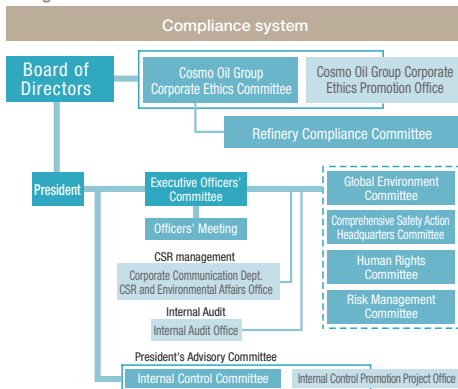 Compliance system
Board of
Directors
Cosmo Oil Group
Corporate Ethics Committee
Cosmo Oil Group Corporate
Ethics Promotion Office
Refinery Compliance Committee
President
Executive Officers'
Committee
Officers' Meeting
Global Environment
Committee
Comprehensive Safety Action
Headquarters Committee
Human Rights
Committee
Risk Management
Committee
CSR management
Corporate Communication Dept.
CSR and Environmental Affairs Office
Internal Audit
Internal Audit Office
President's Advisory Committee
Internal Control Committee
Internal Control Promotion Project Office